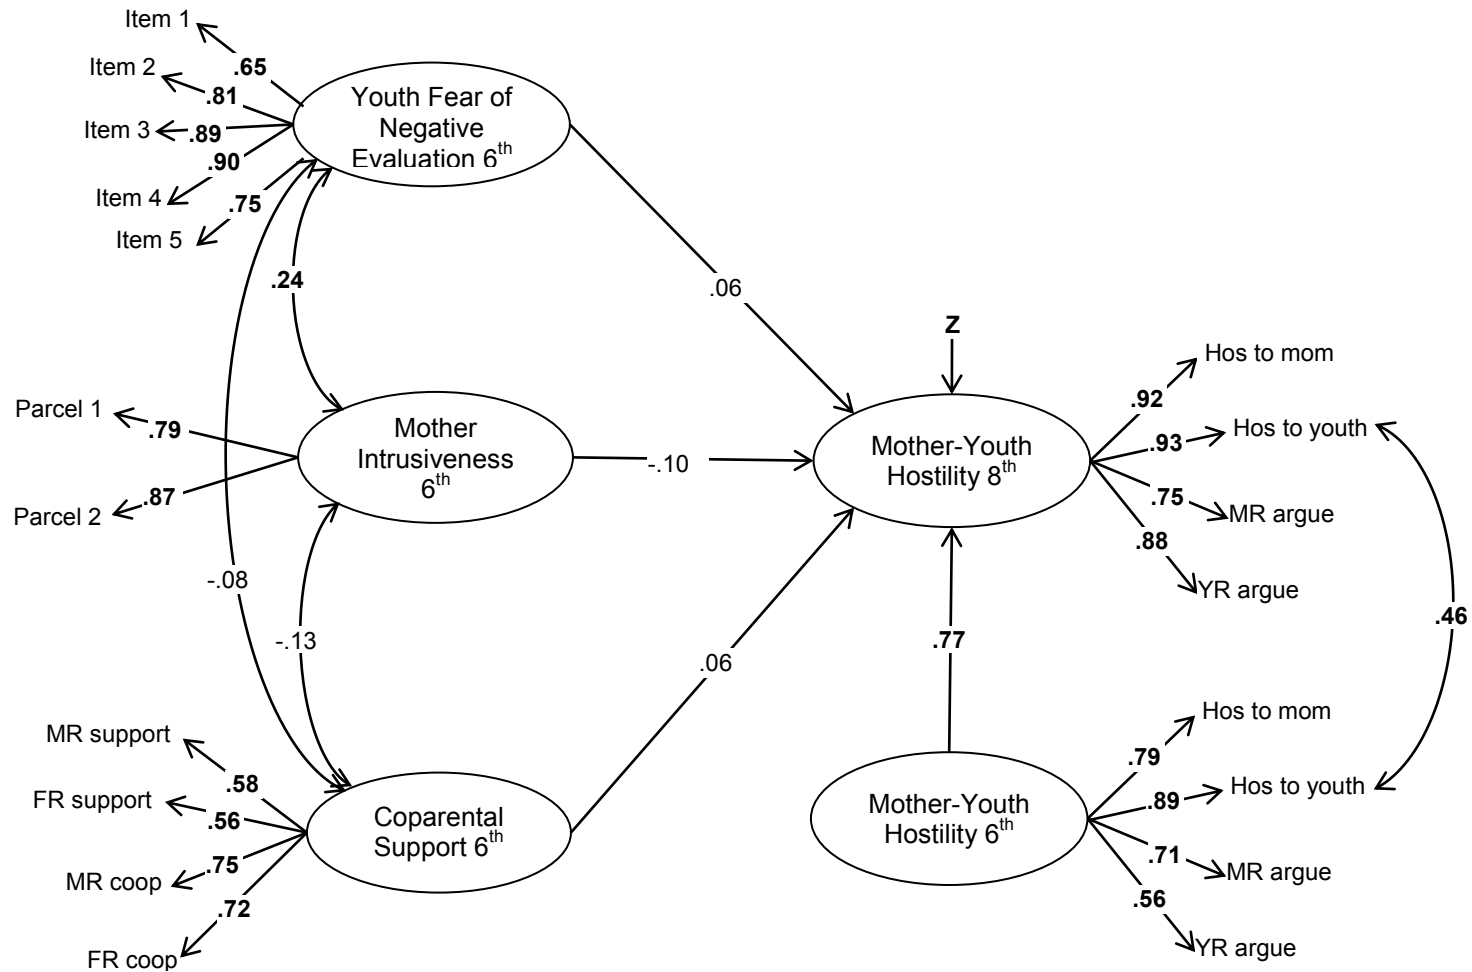 Item 1
.65
Item 2
.81
Item 3
.89
.90
Item 4
.75
Item 5
Youth Fear of
Negative
Evaluation 6th
.24
.06
Z
Parcel 1
.79
Parcel 2
.87
Mother
Intrusiveness
6th
-.10
Mother-Youth
Hostility 8th
Hos to mom
.92
Hos to youth
.93
.75
MR argue
.88
YR argue
.46
-.08
-.13
.06
.77
MR support
.58
FR support
.56
.75
MR coop
.72
FR coop
Coparental
Support 6th
Mother-Youth
Hostility 6th
Hos to mom
.79
Hos to youth
.89
.71
MR argue
.56
YR argue